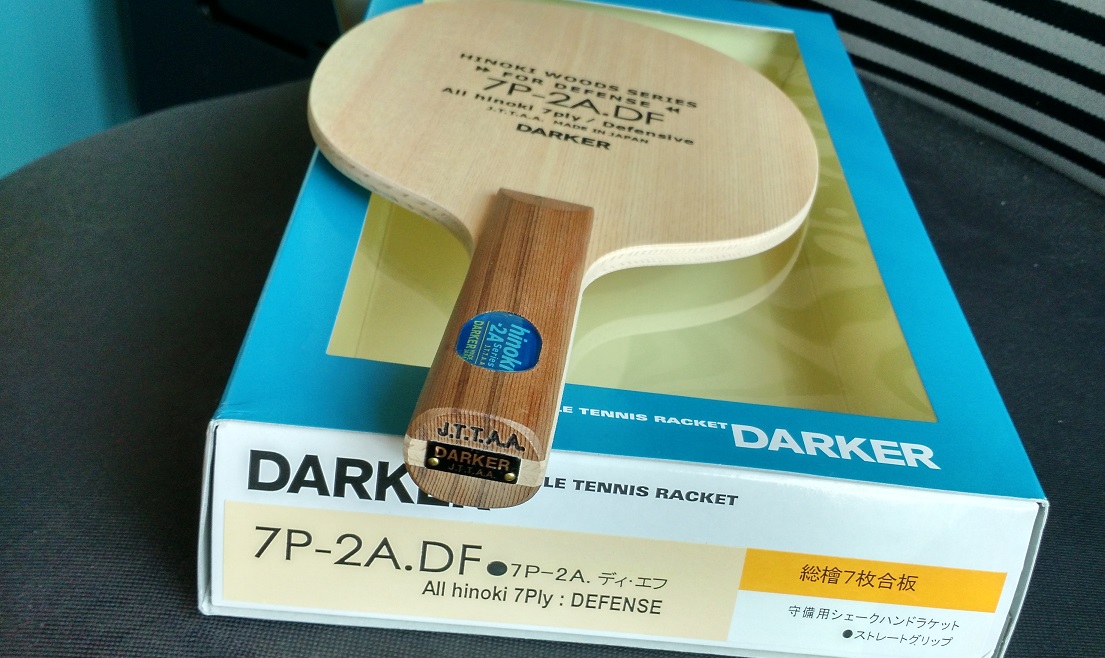 HINOKI WOODS SERIES
FOR DEFENSE
7P-2A.DF
All hinoki 7ply / Defensive
J.T.T.A.A. MADE IN JAPAN
DARKER
hinoki
-2A series
J.T.T.A.A.
DARKER
J.T.T.A.A.
DARKER
J.T.T.A.A.
LE TENNIS RACKET DARKER
DARKER LE TENNIS RACKET
7P-2A.DF●7P-2A. ディ・エフ
All hinoki 7Ply : DEFENSE
総檜7枚合板
守備用シェークハンドラケット
●ストレートグリップ